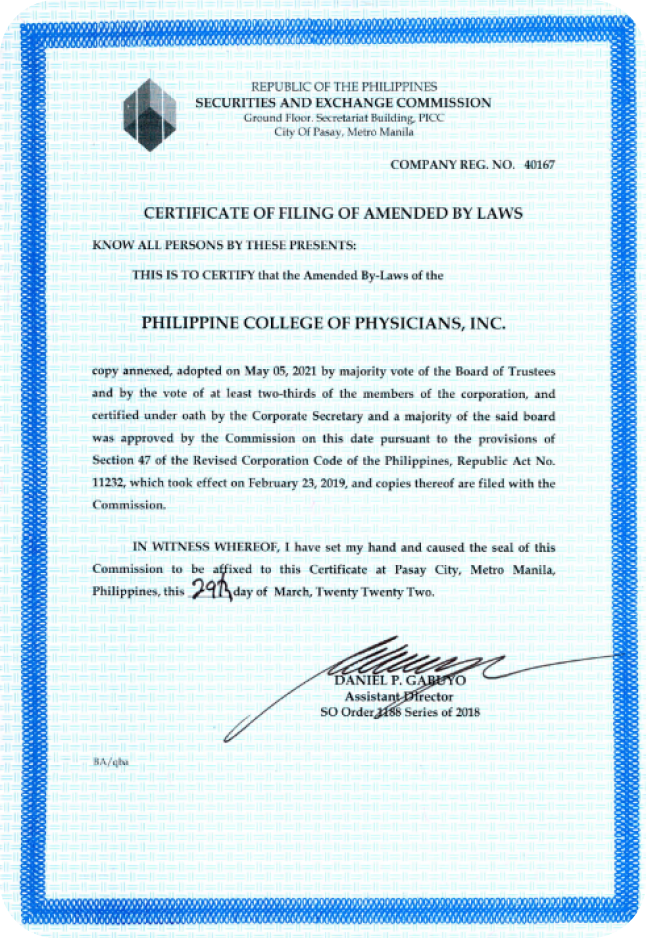 REPUBLIC OF THE PHILIPPINES
SECURITIES AND EXCHANGE COMMISSION
Ground Floor. Secretariat Building, PICC
City Of Pasay, Metro Manila
COMPANY REG. NO. 40167
CERTIFICATE OF FILING OF AMENDED BY LAWS
KNOW ALL PERSONS BY THESE PRESENTS:
THIS IS TO CERTIFY that the Amended By-Laws of the
PHILIPPINE COLLEGE OF PHYSICIANS, INC.
copy annexed, adopted on May 05, 2021 by majority vote of the Board of Trustees
and by the vote of at least two-thirds of the members of the corporation, and
certified under oath by the Corporate Secretary and a majority of the said board
was approved by the Commission on this date pursuant to the provisions of
Section 47 of the Revised Corporation Code of the Philippines, Republic Act No.
11232, which took effect on February 23, 2019, and copies thereof are filed with the
Commission.
IN WITNESS WHEREOF, I have set my hand and caused the seal of this
Commission to be affixed to this Certificate at Pasay City, Metro Manila,
Philippines, this 29th day of March, Twenty Twenty Two.
DANIEL P. GABUYO
Assistant Director
SO Order 1188 Series of 2018
BA/qba